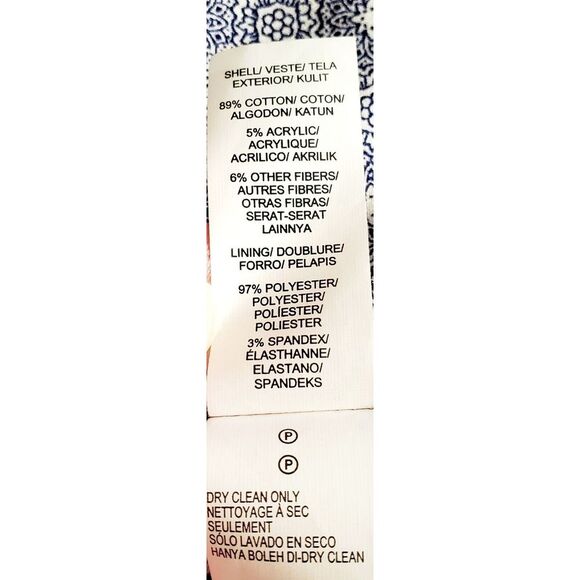 SHELL/ VESTE/ TELA
EXTERIOR/ KULIT
89% COTTON/ COTON/
ALGODON/ KATUN
5% ACRYLIC/
ACRYLIQUE/
ACRILICO/ AKRILIK
6% OTHER FIBERS/
AUTRES FIBRES/
OTRAS FIBRAS/
SERAT-SERAT
LAINNYA
LINING/ DOUBLURE/
FORRO/ PELAPIS
97% POLYESTER/
POLYESTER/
POLÍESTER/
POLIESTER
3% SPANDEX/
ÉLASTHANNE/
ELASTANO/
SPANDEKS
P
P
DRY CLEAN ONLY
NETTOYAGE À SEC
SEULEMENT
SÓLO LAVADO EN SECO
HANYA BOLEH DI-DRY CLEAN